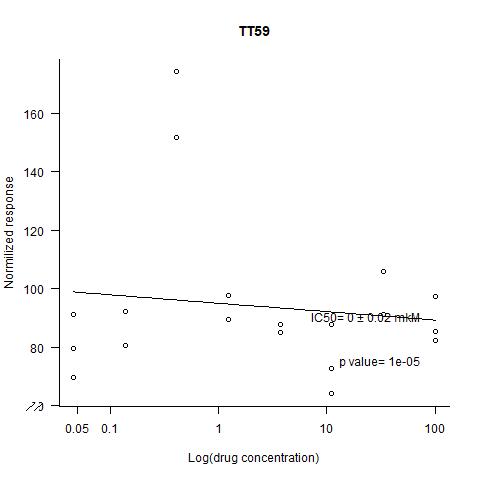 TT59
Normilized response
160
140
120
100
80
IC50= 0 ± 0.02 mkM
p value= 1e-05
0.05 0.1 1 10 100
Log(drug concentration)